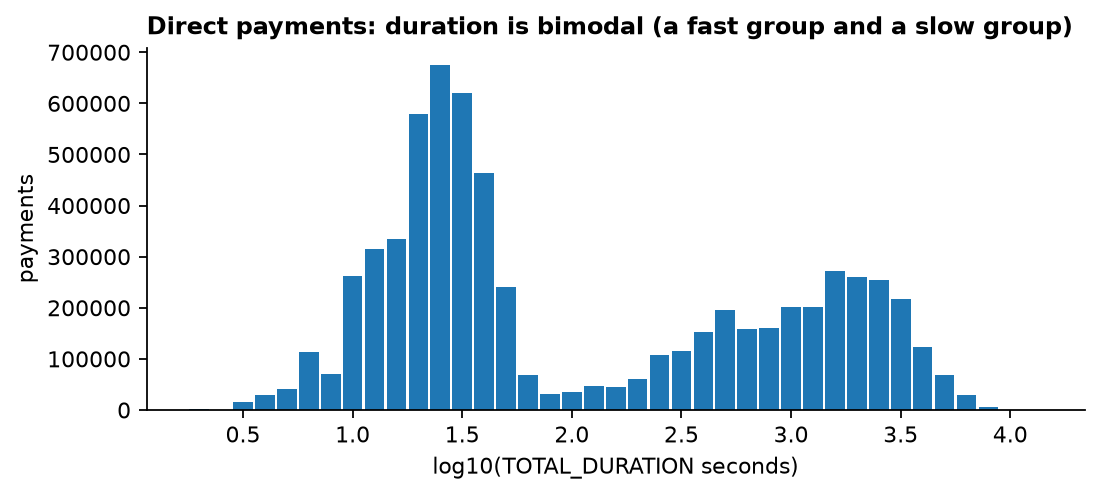 Direct payments: duration is bimodal (a fast group and a slow group)
700000
600000
500000
400000
300000
200000
100000
0
payments
0.5 1.0 1.5 2.0 2.5 3.0 3.5 4.0
log10(TOTAL_DURATION seconds)